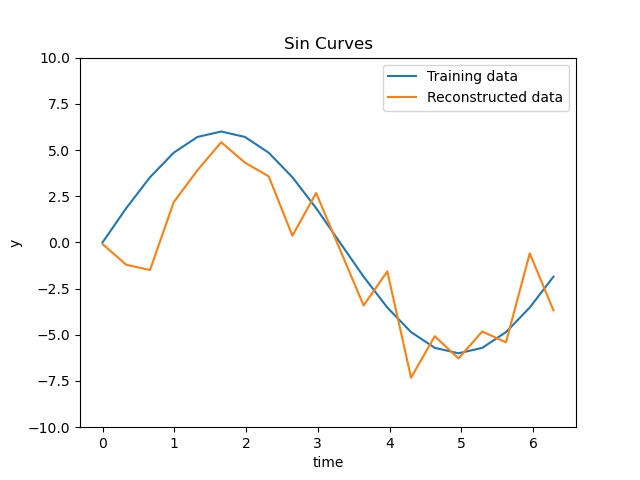 Sin Curves
Training data
Reconstructed data
10.0
7.5
5.0
2.5
0.0
−2.5
−5.0
−7.5
−10.0
y
0 1 2 3 4 5 6
time